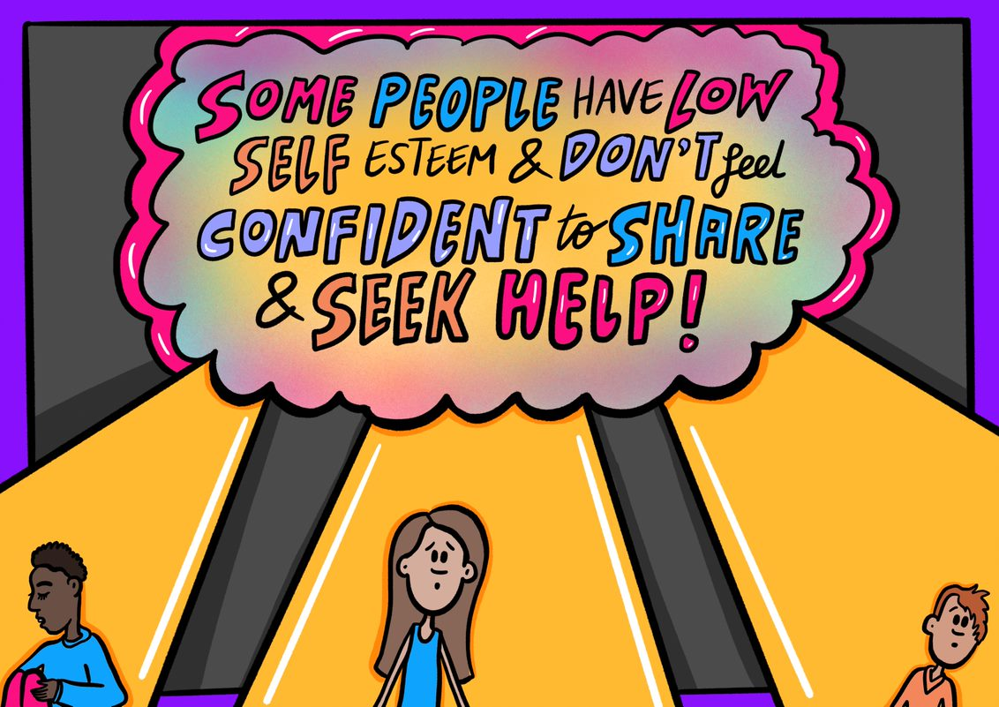 SOME PEOPLE HAVE LOW
SELF ESTEEM & DON'T feel
CONFIDENT to SHARE
& SEEK HELP!